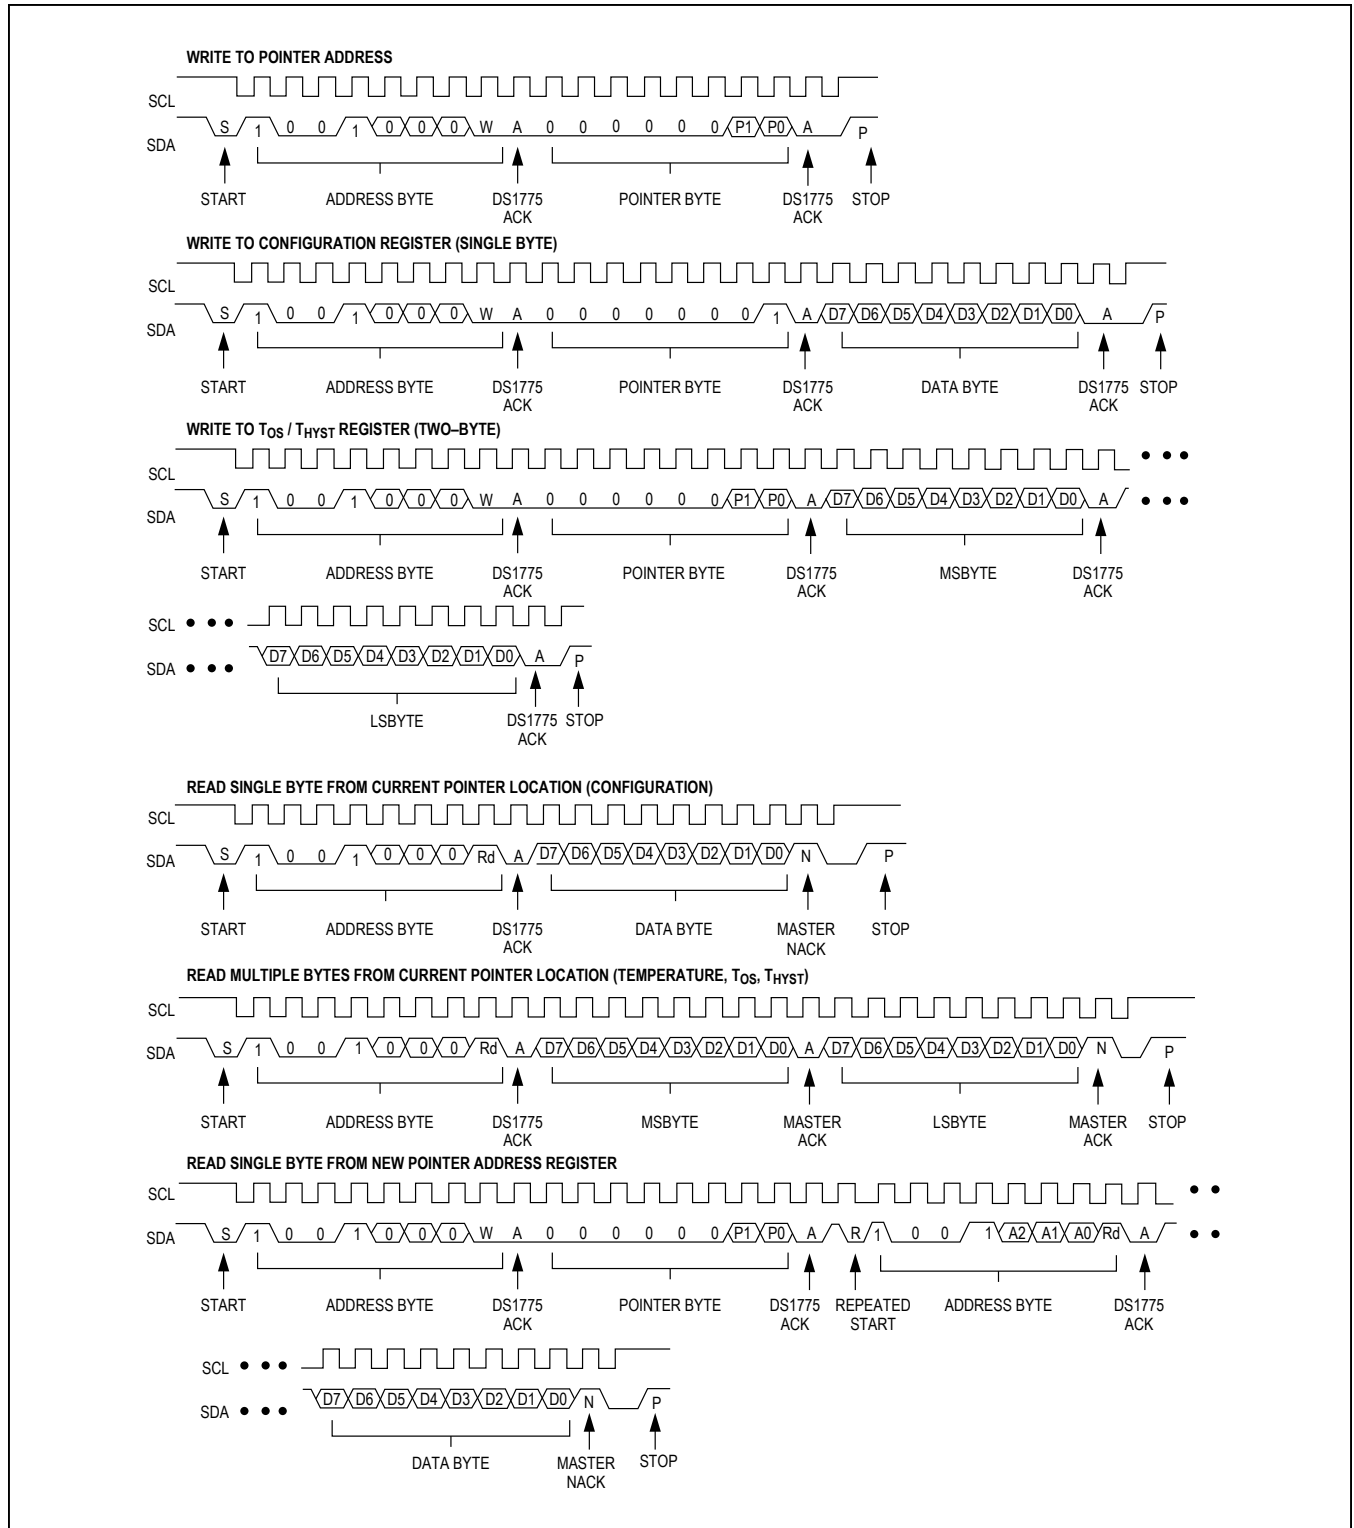 WRITE TO POINTER ADDRESS
SCL
SDA S 1 0 0 1 0 0 0 W A 0 0 0 0 0 0 P1 P0 A P
START ADDRESS BYTE DS1775 ACK POINTER BYTE DS1775 ACK STOP
WRITE TO CONFIGURATION REGISTER (SINGLE BYTE)
SCL
SDA S 1 0 0 1 0 0 0 W A 0 0 0 0 0 0 0 1 A D7 D6 D5 D4 D3 D2 D1 D0 A P
START ADDRESS BYTE DS1775 ACK POINTER BYTE DS1775 ACK DATA BYTE DS1775 ACK STOP
WRITE TO TOS / THYST REGISTER (TWO–BYTE)
SCL • • •
SDA S 1 0 0 1 0 0 0 W A 0 0 0 0 0 0 P1 P0 A D7 D6 D5 D4 D3 D2 D1 D0 A • • •
START ADDRESS BYTE DS1775 ACK POINTER BYTE DS1775 ACK MSBYTE DS1775 ACK
SCL • • •
SDA • • • D7 D6 D5 D4 D3 D2 D1 D0 A P
LSBYTE DS1775 ACK STOP
READ SINGLE BYTE FROM CURRENT POINTER LOCATION (CONFIGURATION)
SCL
SDA S 1 0 0 1 0 0 0 Rd A D7 D6 D5 D4 D3 D2 D1 D0 N P
START ADDRESS BYTE DS1775 ACK DATA BYTE MASTER NACK STOP
READ MULTIPLE BYTES FROM CURRENT POINTER LOCATION (TEMPERATURE, TOS, THYST)
SCL
SDA S 1 0 0 1 0 0 0 Rd A D7 D6 D5 D4 D3 D2 D1 D0 A D7 D6 D5 D4 D3 D2 D1 D0 N P
START ADDRESS BYTE DS1775 ACK MSBYTE MASTER ACK LSBYTE MASTER ACK STOP
READ SINGLE BYTE FROM NEW POINTER ADDRESS REGISTER
SCL • •
SDA S 1 0 0 1 0 0 0 W A 0 0 0 0 0 0 P1 P0 A R 1 0 0 1 A2 A1 A0 Rd A • •
START ADDRESS BYTE DS1775 ACK POINTER BYTE DS1775 ACK REPEATED START ADDRESS BYTE DS1775 ACK
SCL • • •
SDA • • • D7 D6 D5 D4 D3 D2 D1 D0 N P
DATA BYTE MASTER NACK STOP